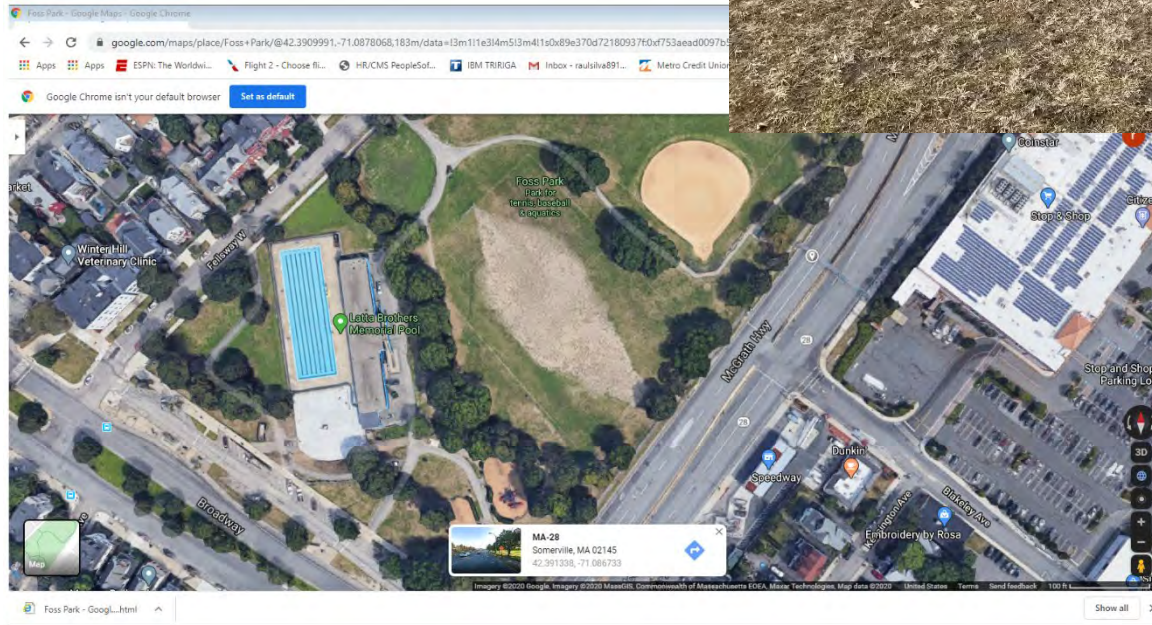 Foss Park - Google Maps - Google Chrome
google.com/maps/place/Foss+Park/@42.3909991,-71.0878068,183m/data=!3m1!1e3!4m5!3m4!1s0x89e370d72180937f:0xf753aead0097b5
Apps Apps ESPN: The Worldwi... Flight 2 - Choose fli... HR/CMS PeopleSof... IBM TRIRIGA Inbox - raulsilva891... Metro Credit Union
Google Chrome isn't your default browser Set as default
Coinstar
Foss Park
Park for
tennis, baseball
& aquatics
Stop & Shop
Citize
Winter Hill
Veterinary Clinic
Fellsway W
Latta Brothers
Memorial Pool
McGrath Hwy
28
Stop and Shop
Parking Lo
28
Dunkin'
Speedway
3D
Broadway
Kensington Ave
Blakeley Ave
Embroidery by Rosa
Map
MA-28
Somerville, MA 02145
42.391338, -71.086733
Imagery ©2020 Google, Imagery ©2020 MassGIS, Commonwealth of Massachusetts EOEA, Maxar Technologies, Map data ©2020 United States Terms Send feedback 100 ft
Foss Park - Googl....html Show all